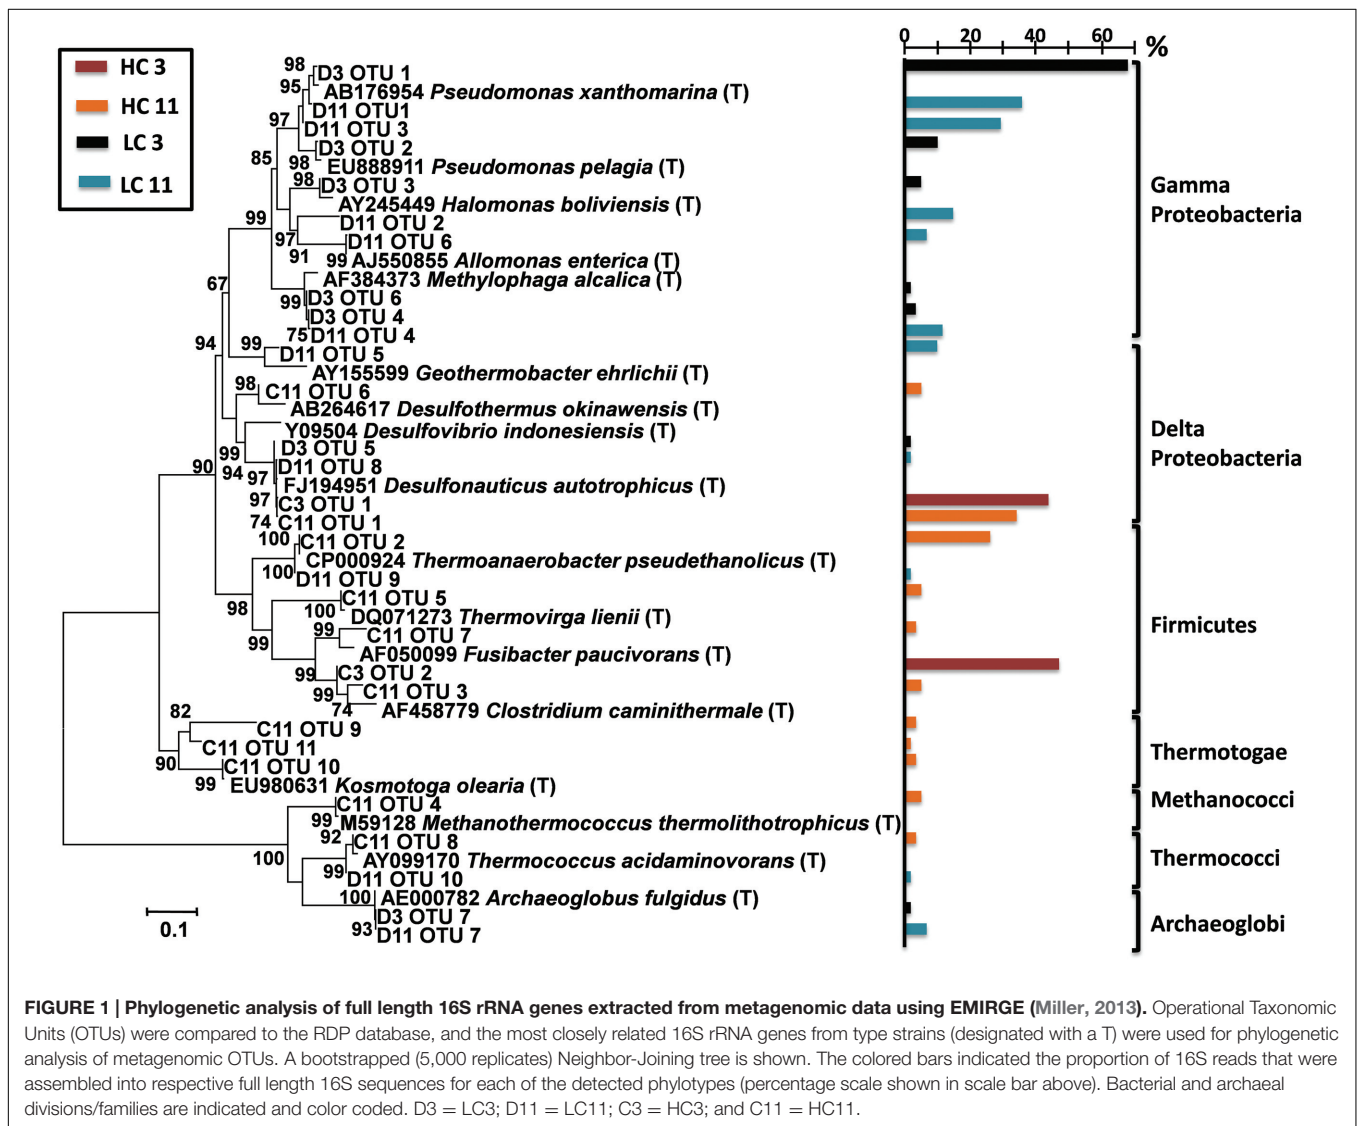 0 20 40 60 %
HC 3
HC 11
LC 3
LC 11
98 D3 OTU 1
95 AB176954 Pseudomonas xanthomarina (T)
D11 OTU1
97 D11 OTU 3
D3 OTU 2
85 98 EU888911 Pseudomonas pelagia (T)
98 D3 OTU 3
AY245449 Halomonas boliviensis (T)
99 D11 OTU 2
97 D11 OTU 6
91 99 AJ550855 Allomonas enterica (T)
67 AF384373 Methylophaga alcalica (T)
99 D3 OTU 6
D3 OTU 4
75 D11 OTU 4
94 99 D11 OTU 5
AY155599 Geothermobacter ehrlichii (T)
98 C11 OTU 6
AB264617 Desulfothermus okinawensis (T)
Y09504 Desulfovibrio indonesiensis (T)
99 D3 OTU 5
90 94 97 D11 OTU 8
FJ194951 Desulfonauticus autotrophicus (T)
97 C3 OTU 1
74 C11 OTU 1
100 C11 OTU 2
CP000924 Thermoanaerobacter pseudethanolicus (T)
100 D11 OTU 9
98 C11 OTU 5
100 DQ071273 Thermovirga lienii (T)
99 99 C11 OTU 7
AF050099 Fusibacter paucivorans (T)
99 C3 OTU 2
99 C11 OTU 3
74 AF458779 Clostridium caminithermale (T)
82 C11 OTU 9
C11 OTU 11
90 C11 OTU 10
99 EU980631 Kosmotoga olearia (T)
C11 OTU 4
99 M59128 Methanothermococcus thermolithotrophicus (T)
92 C11 OTU 8
100 AY099170 Thermococcus acidaminovorans (T)
99 D11 OTU 10
100 AE000782 Archaeoglobus fulgidus (T)
D3 OTU 7
93 D11 OTU 7
0.1
Gamma
Proteobacteria
Delta
Proteobacteria
Firmicutes
Thermotogae
Methanococci
Thermococci
Archaeoglobi
FIGURE 1 | Phylogenetic analysis of full length 16S rRNA genes extracted from metagenomic data using EMIRGE (Miller, 2013). Operational Taxonomic
Units (OTUs) were compared to the RDP database, and the most closely related 16S rRNA genes from type strains (designated with a T) were used for phylogenetic
analysis of metagenomic OTUs. A bootstrapped (5,000 replicates) Neighbor-Joining tree is shown. The colored bars indicated the proportion of 16S reads that were
assembled into respective full length 16S sequences for each of the detected phylotypes (percentage scale shown in scale bar above). Bacterial and archaeal
divisions/families are indicated and color coded. D3 = LC3; D11 = LC11; C3 = HC3; and C11 = HC11.